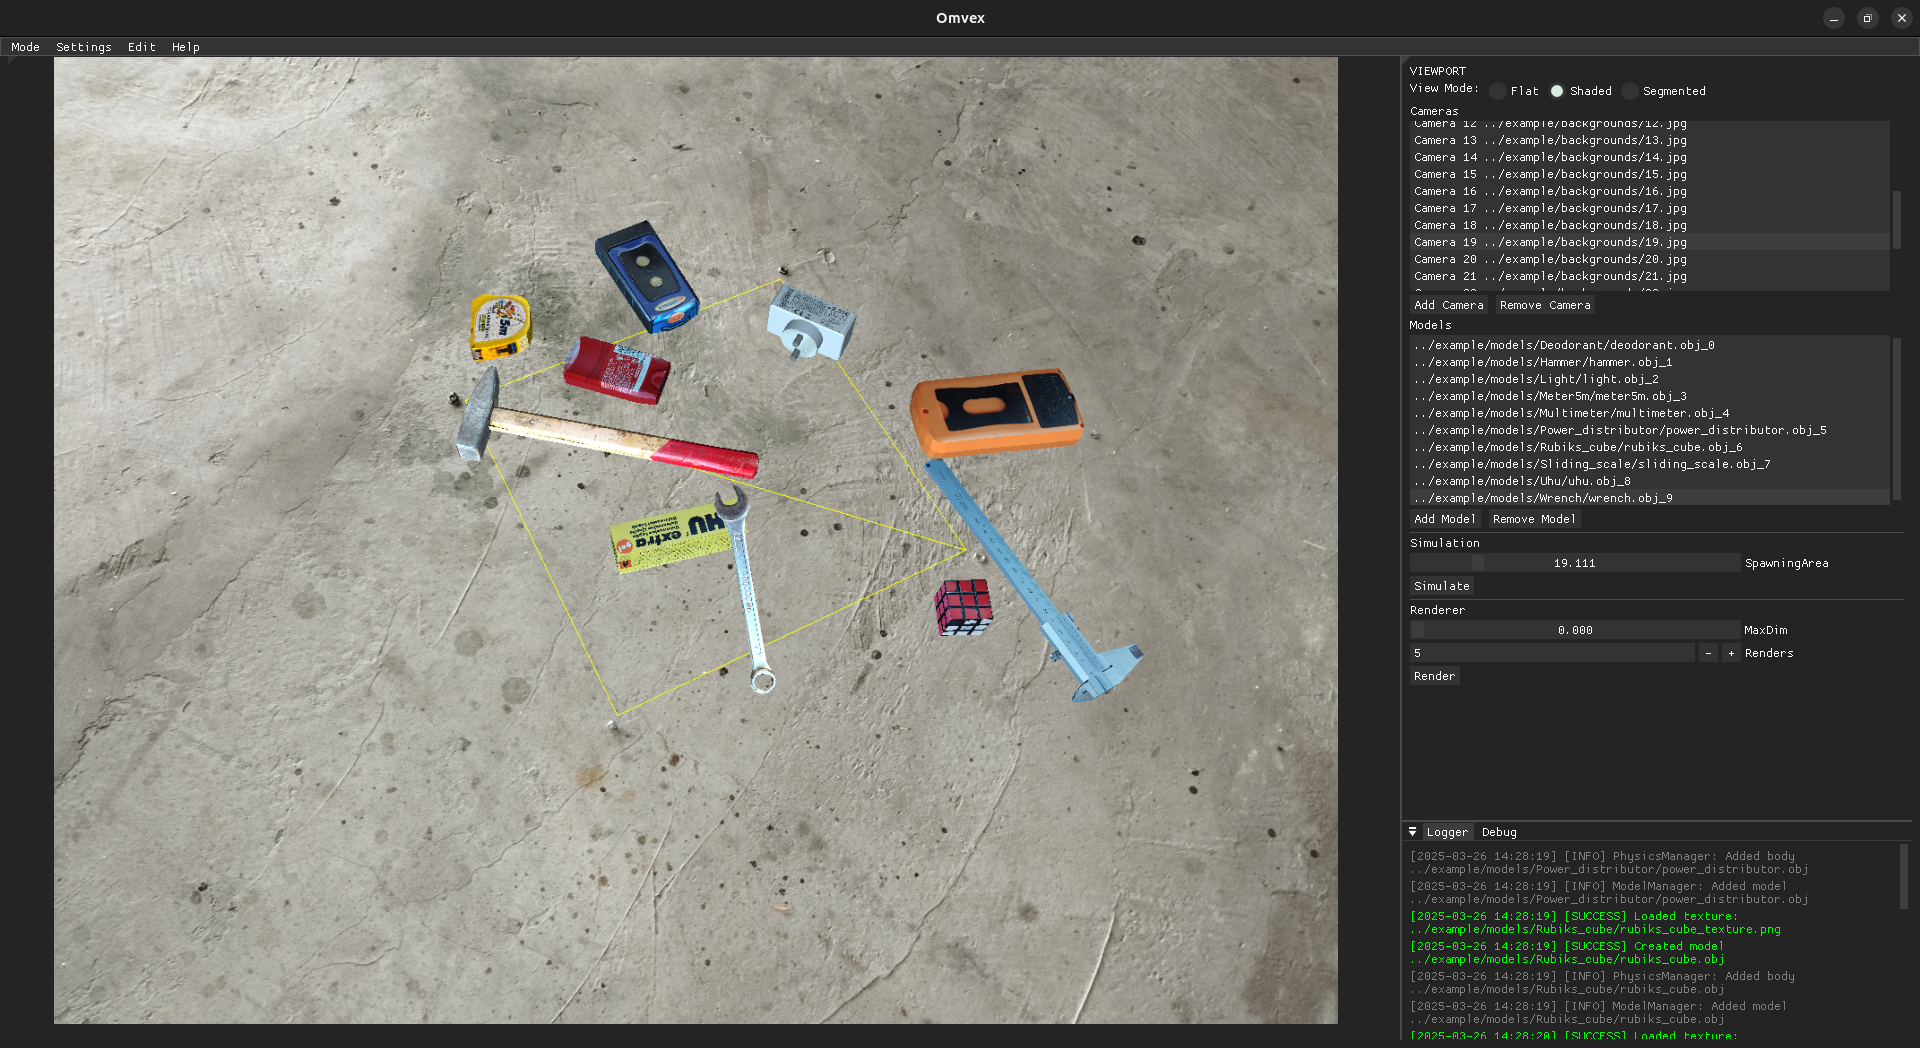 Omvex
Mode Settings Edit Help
VIEWPORT
View Mode: Flat Shaded Segmented
Cameras
Camera 12 ../example/backgrounds/12.jpg
Camera 13 ../example/backgrounds/13.jpg
Camera 14 ../example/backgrounds/14.jpg
Camera 15 ../example/backgrounds/15.jpg
Camera 16 ../example/backgrounds/16.jpg
Camera 17 ../example/backgrounds/17.jpg
Camera 18 ../example/backgrounds/18.jpg
Camera 19 ../example/backgrounds/19.jpg
Camera 20 ../example/backgrounds/20.jpg
Camera 21 ../example/backgrounds/21.jpg
Add Camera Remove Camera
Models
../example/models/Deodorant/deodorant.obj_0
../example/models/Hammer/hammer.obj_1
../example/models/Light/light.obj_2
../example/models/Meter5m/meter5m.obj_3
../example/models/Multimeter/multimeter.obj_4
../example/models/Power_distributor/power_distributor.obj_5
../example/models/Rubiks_cube/rubiks_cube.obj_6
../example/models/Sliding_scale/sliding_scale.obj_7
../example/models/Uhu/uhu.obj_8
../example/models/Wrench/wrench.obj_9
Add Model Remove Model
Simulation
19.111 SpawningArea
Simulate
Renderer
0.000 MaxDim
5 - + Renders
Render
Logger Debug
[2025-03-26 14:28:19] [INFO] PhysicsManager: Added body
../example/models/Power_distributor/power_distributor.obj
[2025-03-26 14:28:19] [INFO] ModelManager: Added model
../example/models/Power_distributor/power_distributor.obj
[2025-03-26 14:28:19] [SUCCESS] Loaded texture:
../example/models/Rubiks_cube/rubiks_cube_texture.png
[2025-03-26 14:28:19] [SUCCESS] Created model
../example/models/Rubiks_cube/rubiks_cube.obj
[2025-03-26 14:28:19] [INFO] PhysicsManager: Added body
../example/models/Rubiks_cube/rubiks_cube.obj
[2025-03-26 14:28:19] [INFO] ModelManager: Added model
../example/models/Rubiks_cube/rubiks_cube.obj
[2025-03-26 14:28:20] [SUCCESS] Loaded texture:
5m
HU
extra